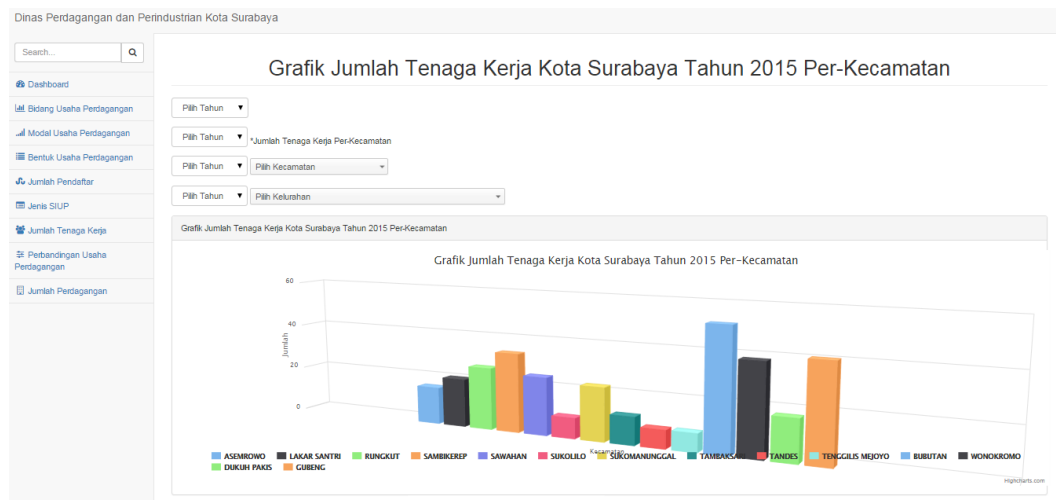 Dinas Perdagangan dan Perindustrian Kota Surabaya
Search...
Dashboard
Bidang Usaha Perdagangan
Modal Usaha Perdagangan
Bentuk Usaha Perdagangan
Jumlah Pendaftar
Jenis SIUP
Jumlah Tenaga Kerja
Perbandingan Usaha
Perdagangan
Jumlah Perdagangan
Grafik Jumlah Tenaga Kerja Kota Surabaya Tahun 2015 Per-Kecamatan
Pilih Tahun
Pilih Tahun *Jumlah Tenaga Kerja Per-Kecamatan
Pilih Tahun Pilih Kecamatan
Pilih Tahun Pilih Kelurahan
Grafik Jumlah Tenaga Kerja Kota Surabaya Tahun 2015 Per-Kecamatan
Grafik Jumlah Tenaga Kerja Kota Surabaya Tahun 2015 Per-Kecamatan
60
40
20
0
Jumlah
Kecamatan
ASEMROWO LAKAR SANTRI RUNGKUT SAMBIKEREP SAWAHAN SUKOLILO SUKOMANUNGGAL TAMBAKSARI TANDES TENGGILIS MEJOYO BUBUTAN WONOKROMO
DUKUH PAKIS GUBENG
Highcharts.com